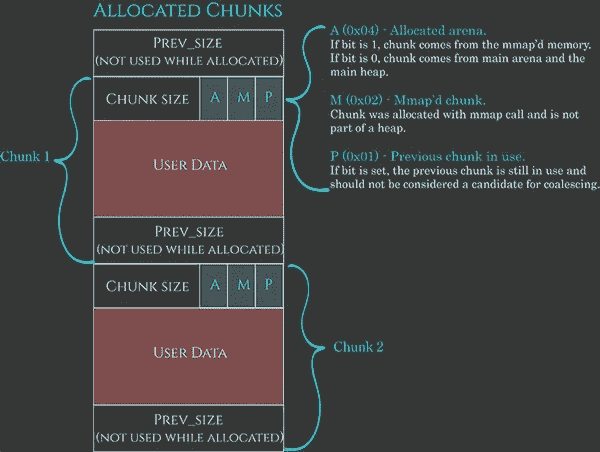 ALLOCATED CHUNKS
PREV_SIZE
(NOT USED WHILE ALLOCATED)
CHUNK SIZE A M P
USER DATA
PREV_SIZE
(NOT USED WHILE ALLOCATED)
CHUNK SIZE A M P
USER DATA
PREV_SIZE
(NOT USED WHILE ALLOCATED)
Chunk 1
Chunk 2
A (0x04) - Allocated arena.
If bit is 1, chunk comes from the mmap'd memory.
If bit is 0, chunk comes from main arena and the
main heap.
M (0x02) - Mmap'd chunk.
Chunk was allocated with mmap call and is not
part of a heap.
P (0x01) - Previous chunk in use.
If bit is set, the previous chunk is still in use and
should not be considered a candidate for coalescing.